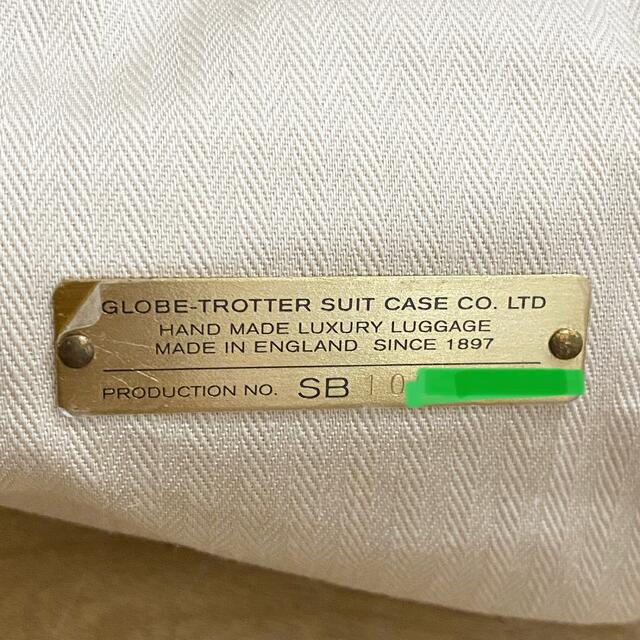 GLOBE-TROTTER SUIT CASE CO. LTD
HAND MADE LUXURY LUGGAGE
MADE IN ENGLAND SINCE 1897
PRODUCTION NO. SB 10